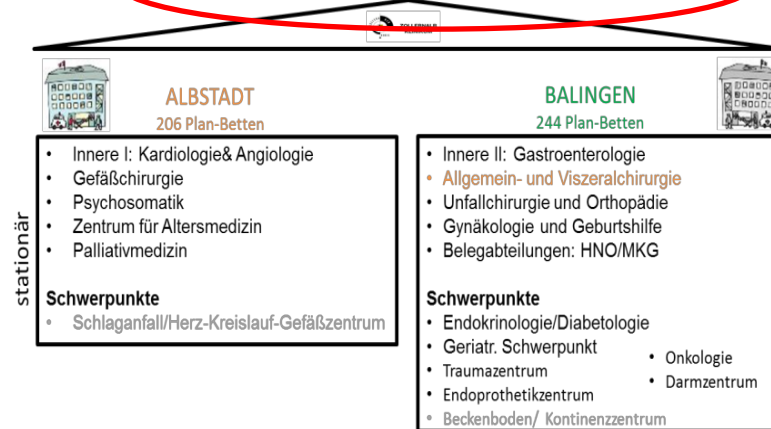 ZOLLERNALB
ALBSTADT
206 Plan-Betten
stationär
• Innere I: Kardiologie& Angiologie
• Gefäßchirurgie
• Psychosomatik
• Zentrum für Altersmedizin
• Palliativmedizin
Schwerpunkte
• Schlaganfall/Herz-Kreislauf-Gefäßzentrum
BALINGEN
244 Plan-Betten
• Innere II: Gastroenterologie
• Allgemein- und Viszeralchirurgie
• Unfallchirurgie und Orthopädie
• Gynäkologie und Geburtshilfe
• Belegabteilungen: HNO/MKG
Schwerpunkte
• Endokrinologie/Diabetologie
• Geriatr. Schwerpunkt
• Traumazentrum
• Endoprothetikzentrum
• Beckenboden/ Kontinenzzentrum
• Onkologie
• Darmzentrum